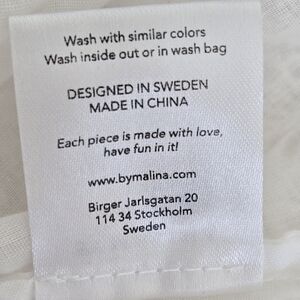 Wash with similar colors
Wash inside out or in wash bag
DESIGNED IN SWEDEN
MADE IN CHINA
Each piece is made with love,
have fun in it!
www.bymalina.com
Birger Jarlsgatan 20
114 34 Stockholm
Sweden